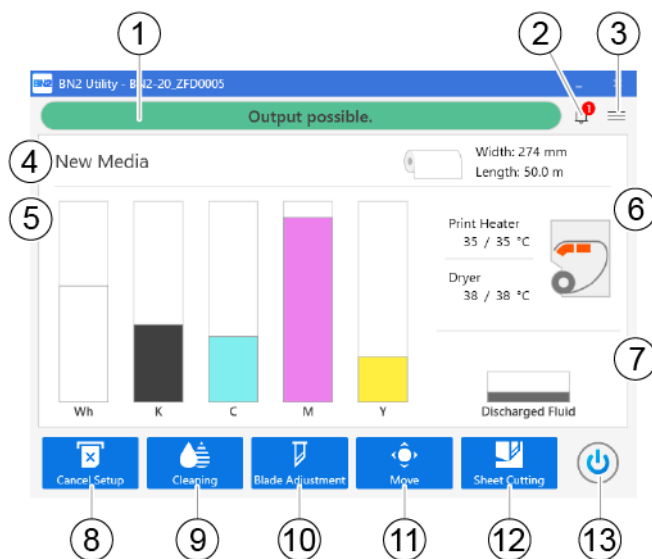 1
2
3
BN2 BN2 Utility - BN2-20_ZFD0005
Output possible.
1
4
New Media
Width: 274 mm
Length: 50.0 m
5
6
Print Heater
35 / 35 °C
Dryer
38 / 38 °C
7
Wh K C M Y
Discharged Fluid
Cancel Setup Cleaning Blade Adjustment Move Sheet Cutting
8 9 10 11 12 13